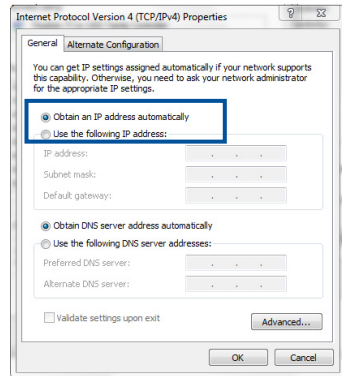 Internet Protocol Version 4 (TCP/IPv4) Properties
General
Alternate Configuration
You can get IP settings assigned automatically if your network supports
this capability. Otherwise, you need to ask your network administrator
for the appropriate IP settings.
Obtain an IP address automatically
Use the following IP address:
IP address:
Subnet mask:
Default gateway:
Obtain DNS server address automatically
Use the following DNS server addresses:
Preferred DNS server:
Alternate DNS server:
Validate settings upon exit
Advanced...
OK
Cancel